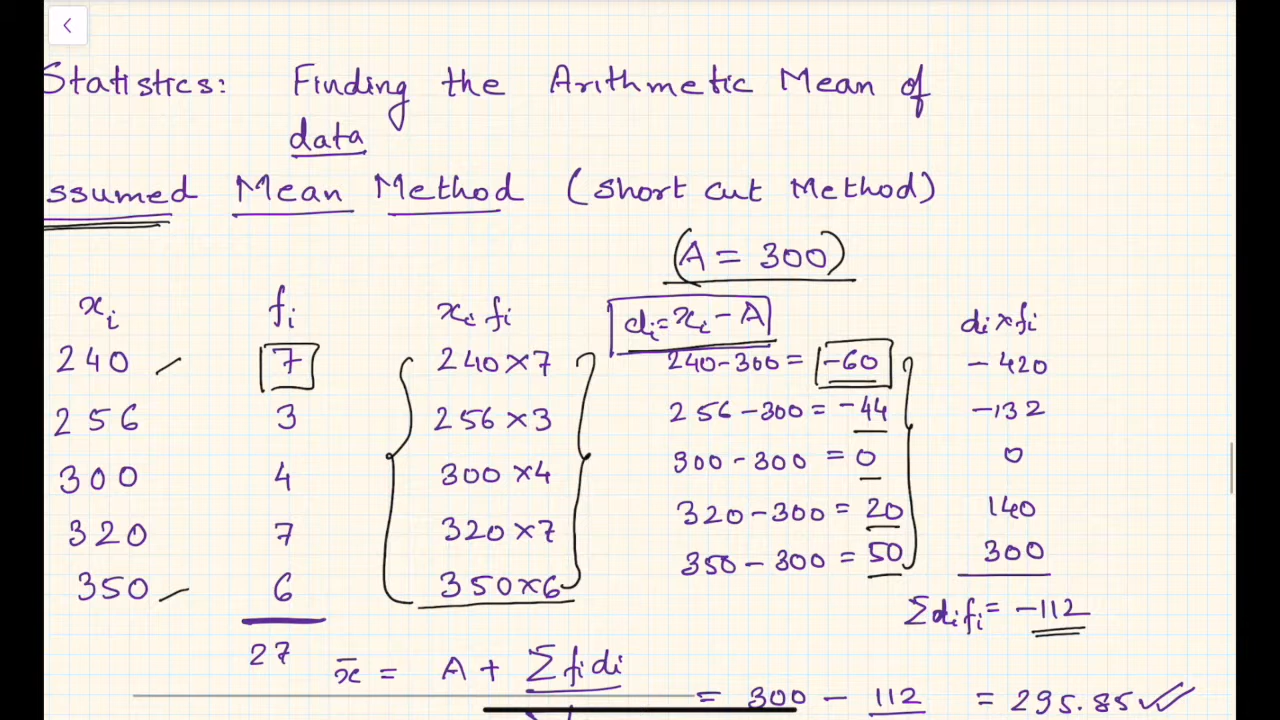 Statistics: Finding the Arithmetic Mean of
data
ssumed Mean Method (short cut Method)
(A = 300)
xᵢ fᵢ xᵢ fᵢ dᵢ=xᵢ - A dᵢ×fᵢ
240 7 240×7 240-300 = -60 -420
256 3 256×3 256-300 = -44 -132
300 4 300×4 300-300 = 0 0
320 7 320×7 320-300 = 20 140
350 6 350×6 350-300 = 50 300
Σdᵢfᵢ = -112
27 x̄ = A + Σfᵢdᵢ
= 300 - 112 = 295.85